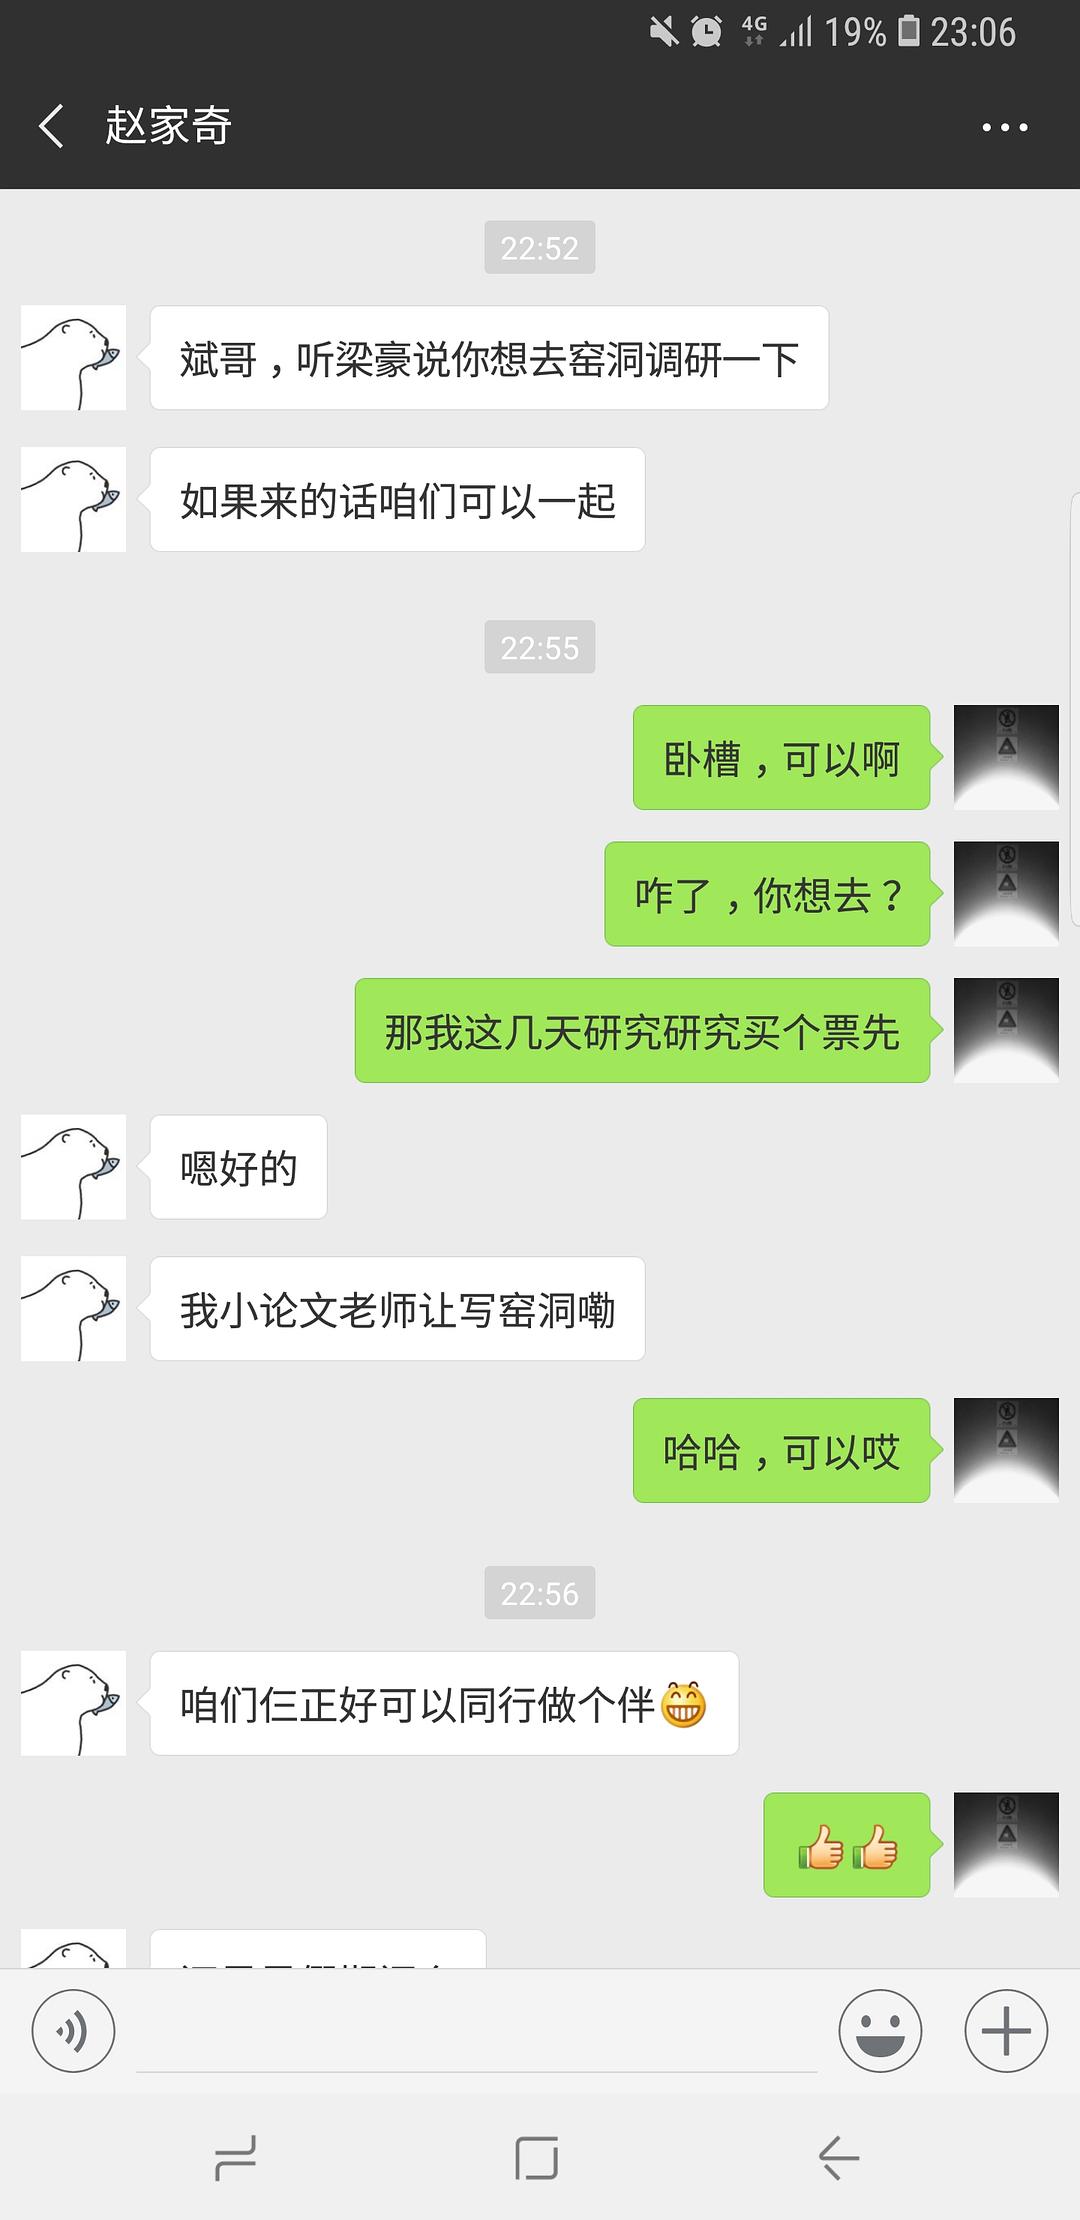 4G 19% 23:06
赵家奇
22:52
斌哥，听梁豪说你想去窑洞调研一下
如果来的话咱们可以一起
22:55
卧槽，可以啊
咋了，你想去？
那我这几天研究研究买个票先
嗯好的
我小论文老师让写窑洞嘞
哈哈，可以哎
22:56
咱们仨正好可以同行做个伴😁
👍👍